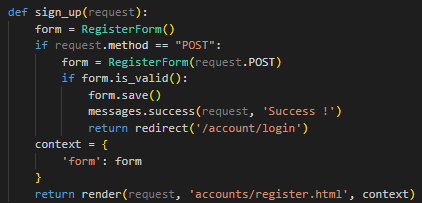 def sign_up(request):
    form = RegisterForm()
    if request.method == "POST":
        form = RegisterForm(request.POST)
        if form.is_valid():
            form.save()
            messages.success(request, 'Success !')
            return redirect('/account/login')
    context = {
        'form': form
    }
    return render(request, 'accounts/register.html', context)